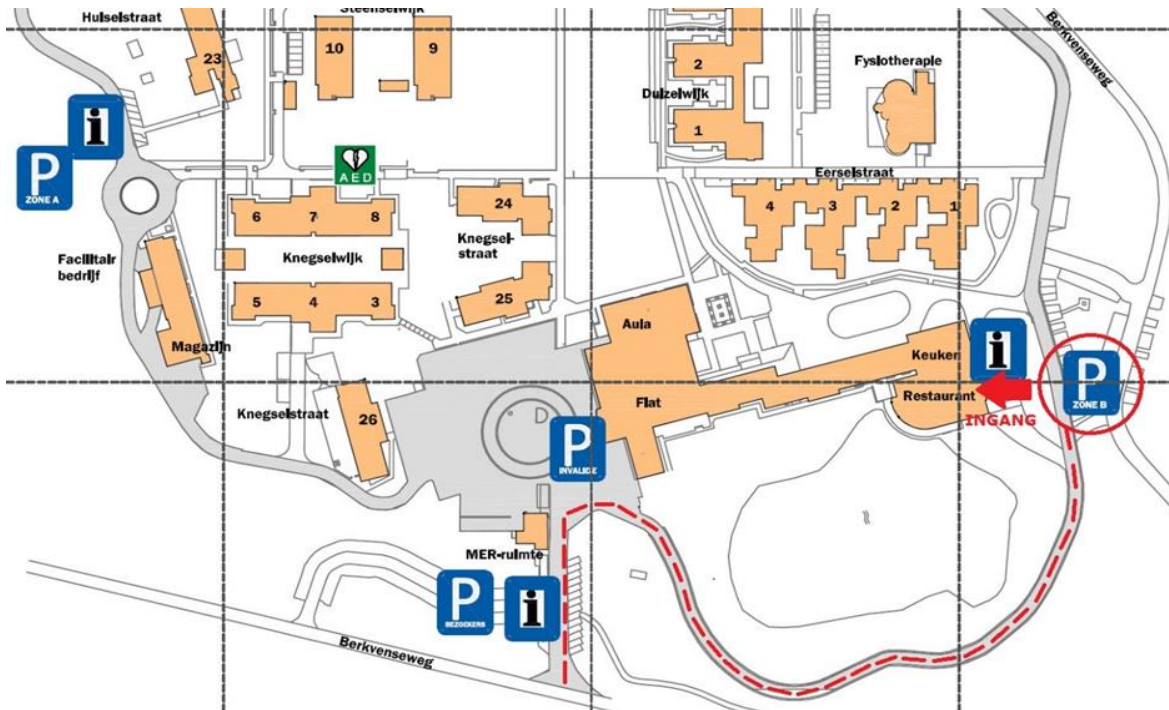 Hulselstraat
Steenselwijk
Berkvenseweg
23
10
9
2
Duizelwijk
1
Fysiotherapie
i
P
ZONE A
AED
Eerselstraat
6
7
8
24
4
3
2
1
Knegselwijk
Knegsel-
straat
Facilitair
bedrijf
5
4
3
25
Magazijn
Aula
Keuken
i
P
ZONE B
Knegselstraat
26
Flat
Restaurant
INGANG
D
P
INVALIDE
MER-ruimte
P
BEZOEKERS
i
Berkvenseweg